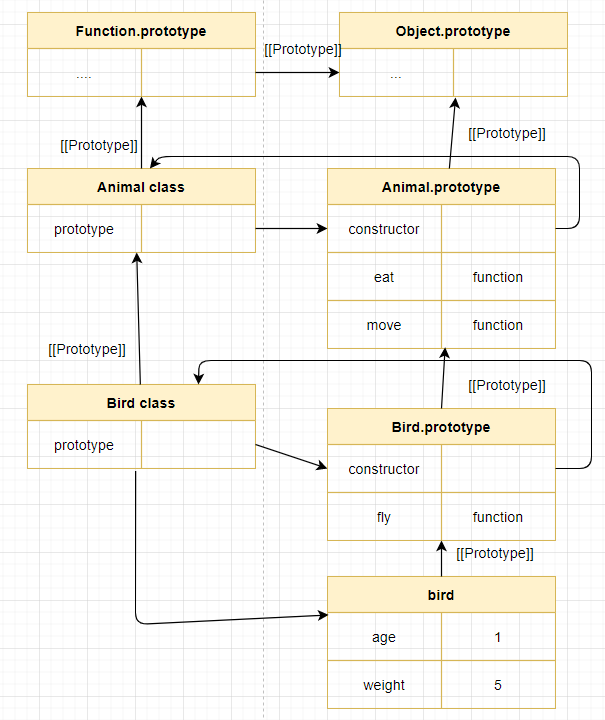 Function.prototype
[[Prototype]]
Object.prototype
....
...
[[Prototype]]
[[Prototype]]
Animal class
Animal.prototype
prototype
constructor
eat function
move function
[[Prototype]]
[[Prototype]]
Bird class
Bird.prototype
prototype
constructor
fly function
[[Prototype]]
bird
age 1
weight 5